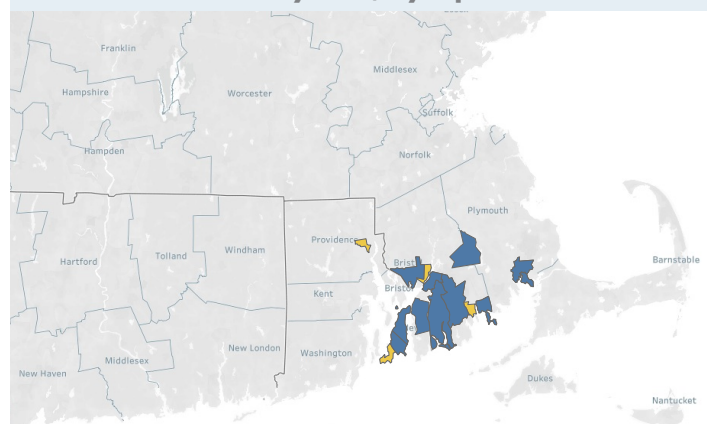 Franklin
Middlesex
Hampshire
Worcester
Suffolk
Hampden
Norfolk
Plymouth
Providence
Hartford
Tolland
Windham
Brist
Barnstable
Kent
Bristol
Middlesex
New London
Washington
New Haven
Dukes
Nantucket